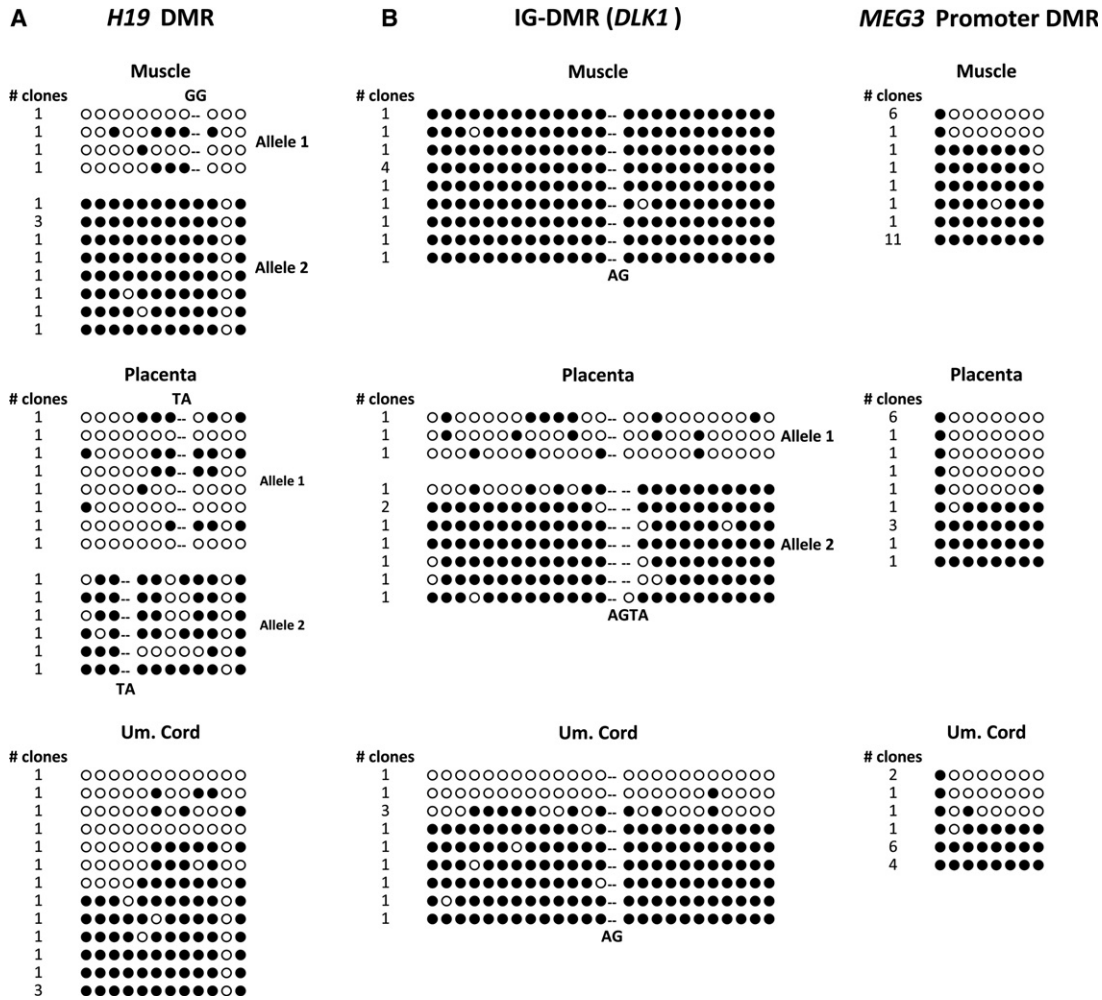 A
H19 DMR
B
IG-DMR (DLK1 )
MEG3 Promoter DMR
Muscle
# clones
GG
1
1
1
1
Allele 1
1
3
1
1
1
1
1
1
Allele 2
Placenta
# clones
TA
1
1
1
1
1
1
1
1
Allele 1
1
1
1
1
1
1
Allele 2
TA
Um. Cord
# clones
1
1
1
1
1
1
1
1
1
1
1
1
3
Muscle
# clones
1
1
1
4
1
1
1
1
1
AG
Placenta
# clones
1
1
1
Allele 1
1
2
1
1
1
1
1
Allele 2
AGTA
Um. Cord
# clones
1
1
3
1
1
1
1
1
1
AG
Muscle
# clones
6
1
1
1
1
1
1
11
Placenta
# clones
6
1
1
1
1
1
3
1
1
Um. Cord
# clones
2
1
1
1
6
4